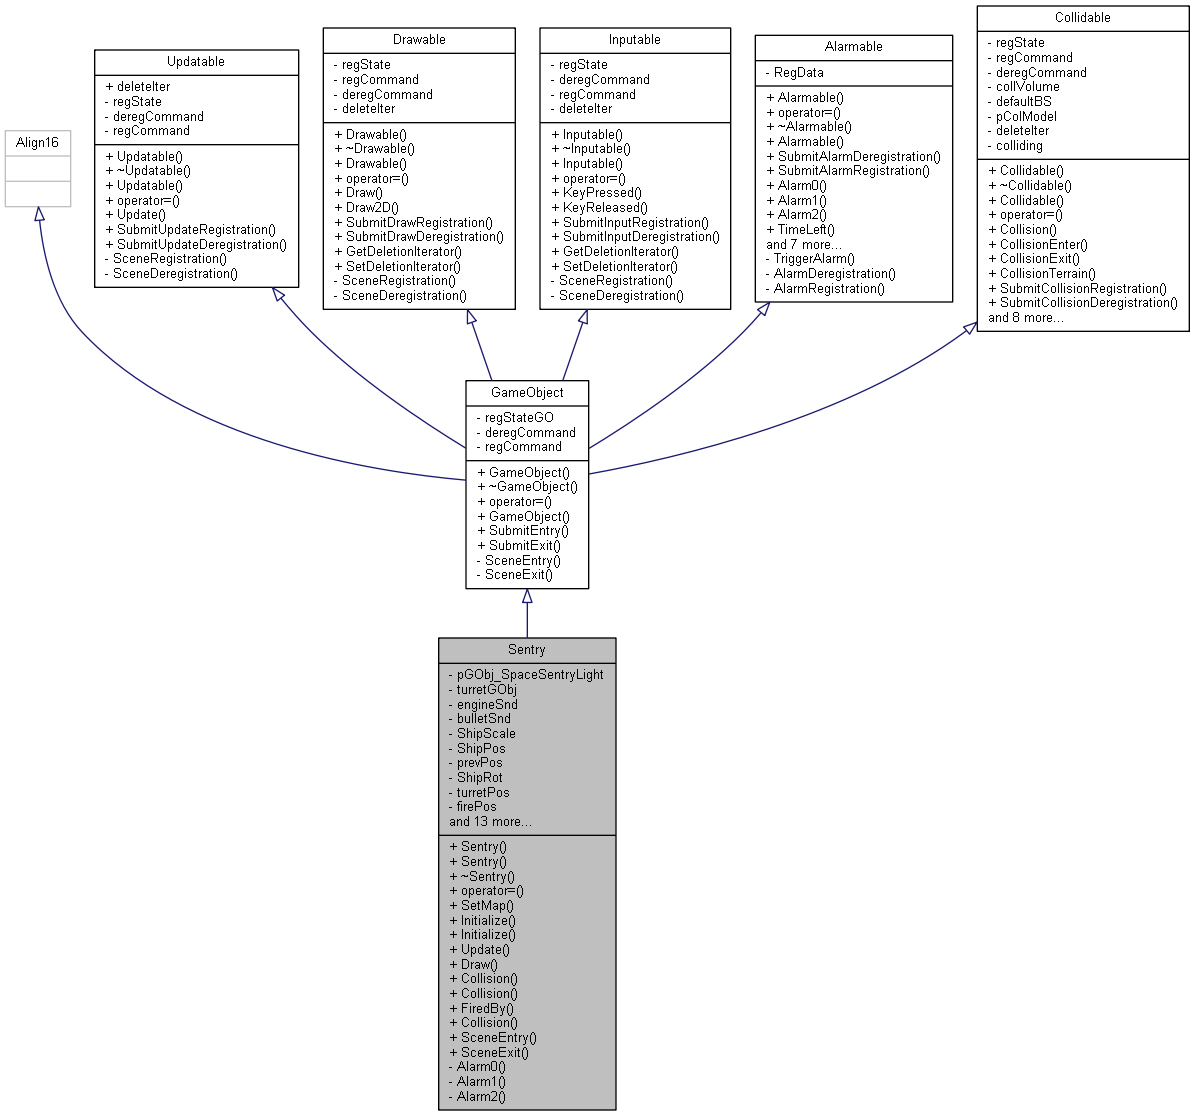 Align16
Updatable
+ deleteIter
- regState
- deregCommand
- regCommand
+ Updatable()
+ ~Updatable()
+ Updatable()
+ operator=()
+ Update()
+ SubmitUpdateRegistration()
+ SubmitUpdateDeregistration()
- SceneRegistration()
- SceneDeregistration()
Drawable
- regState
- regCommand
- deregCommand
- deleteIter
+ Drawable()
+ ~Drawable()
+ Drawable()
+ operator=()
+ Draw()
+ Draw2D()
+ SubmitDrawRegistration()
+ SubmitDrawDeregistration()
+ GetDeletionIterator()
+ SetDeletionIterator()
- SceneRegistration()
- SceneDeregistration()
Inputable
- regState
- deregCommand
- regCommand
- deleteIter
+ Inputable()
+ ~Inputable()
+ Inputable()
+ operator=()
+ KeyPressed()
+ KeyReleased()
+ SubmitInputRegistration()
+ SubmitInputDeregistration()
+ GetDeletionIterator()
+ SetDeletionIterator()
- SceneRegistration()
- SceneDeregistration()
Alarmable
- RegData
+ Alarmable()
+ operator=()
+ ~Alarmable()
+ Alarmable()
+ SubmitAlarmDeregistration()
+ SubmitAlarmRegistration()
+ Alarm0()
+ Alarm1()
+ Alarm2()
+ TimeLeft()
and 7 more...
- TriggerAlarm()
- AlarmDeregistration()
- AlarmRegistration()
Collidable
- regState
- regCommand
- deregCommand
- collVolume
- defaultBS
- pColModel
- deleteIter
- colliding
+ Collidable()
+ ~Collidable()
+ Collidable()
+ operator=()
+ Collision()
+ CollisionEnter()
+ CollisionExit()
+ CollisionTerrain()
+ SubmitCollisionRegistration()
+ SubmitCollisionDeregistration()
and 8 more...
GameObject
- regStateGO
- deregCommand
- regCommand
+ GameObject()
+ ~GameObject()
+ operator=()
+ GameObject()
+ SubmitEntry()
+ SubmitExit()
- SceneEntry()
- SceneExit()
Sentry
- pGObj_SpaceSentryLight
- turretGObj
- engineSnd
- bulletSnd
- ShipScale
- ShipPos
- prevPos
- ShipRot
- turretPos
- firePos
and 13 more...
+ Sentry()
+ Sentry()
+ ~Sentry()
+ operator=()
+ SetMap()
+ Initialize()
+ Initialize()
+ Update()
+ Draw()
+ Collision()
+ Collision()
+ FiredBy()
+ Collision()
+ SceneEntry()
+ SceneExit()
- Alarm0()
- Alarm1()
- Alarm2()